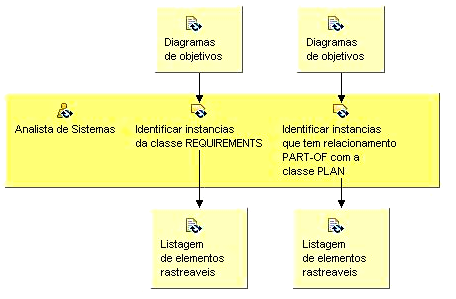 Diagramas
de objetivos
Diagramas
de objetivos
Analista de Sistemas
Identificar instancias
da classe REQUIREMENTS
Identificar instancias
que tem relacionamento
PART-OF com a
classe PLAN
Listagem
de elementos
rastreaveis
Listagem
de elementos
rastreaveis